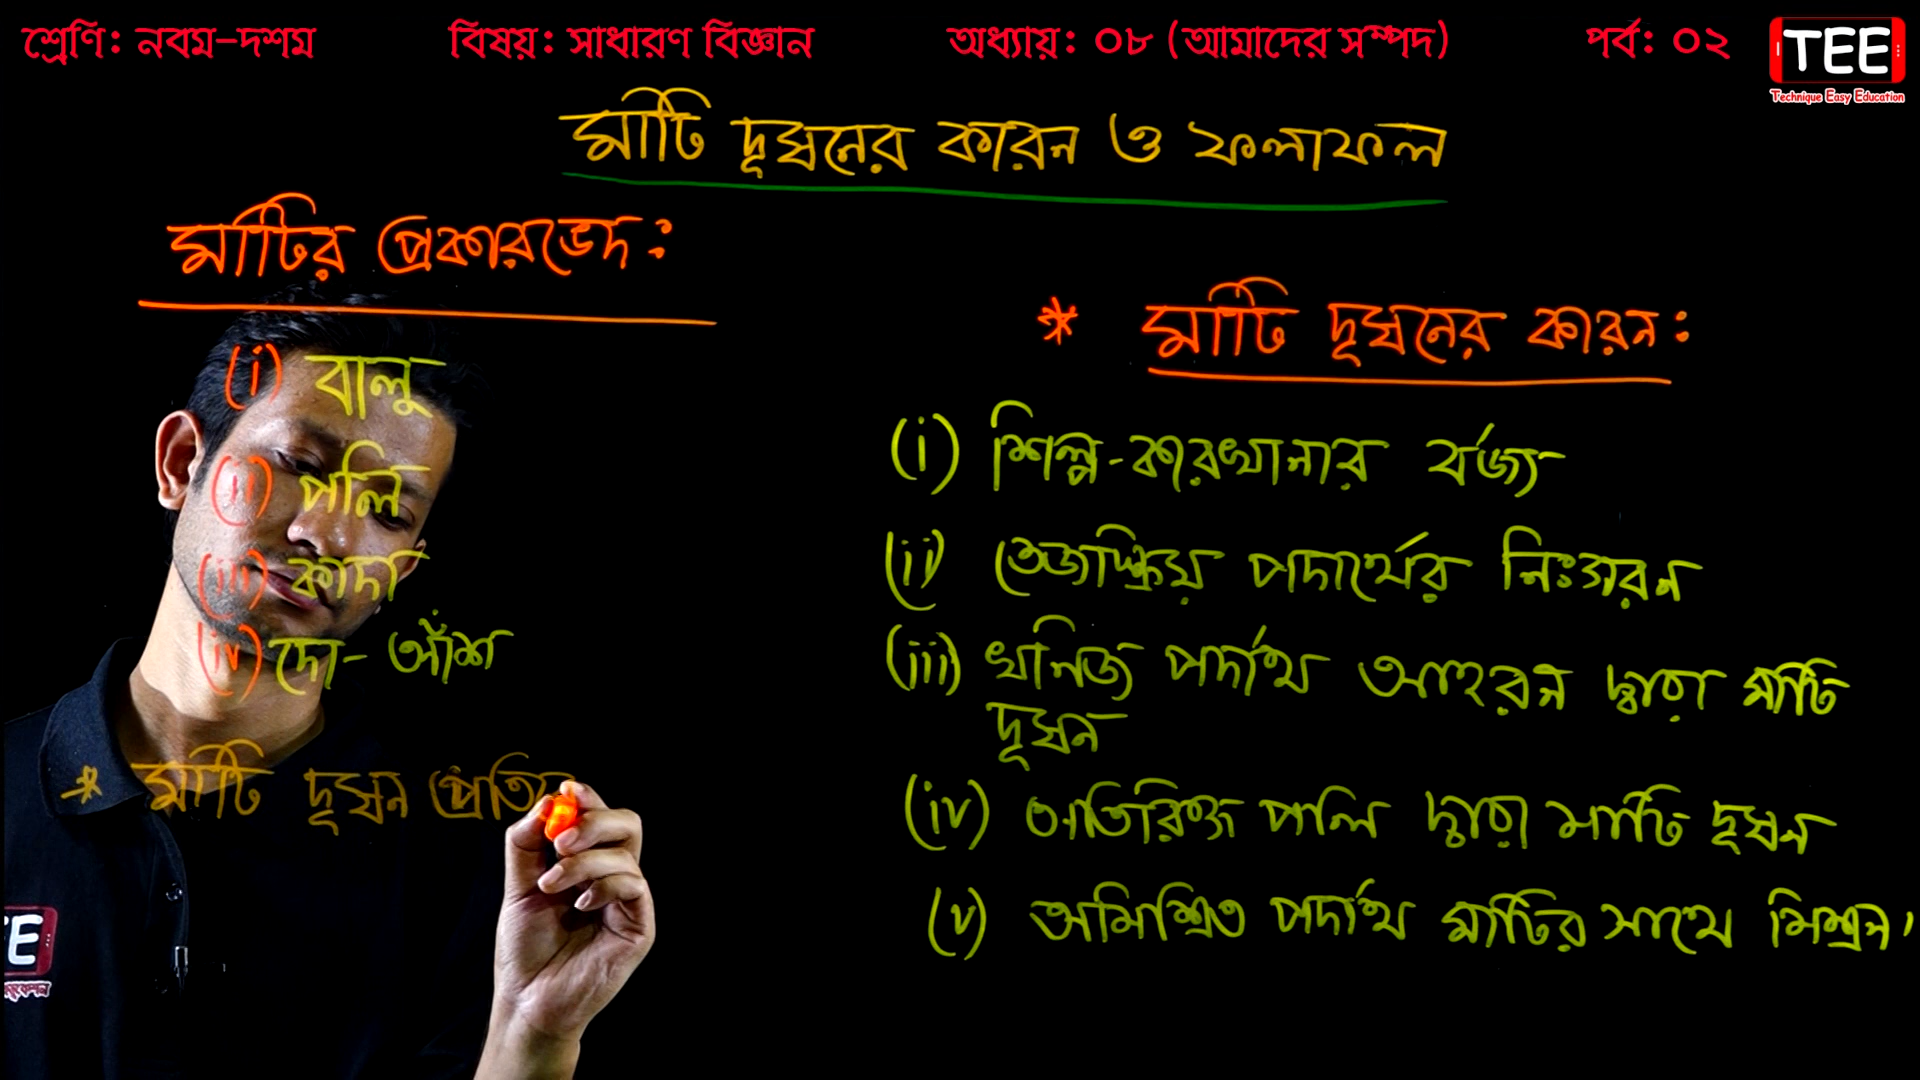 শ্রেণি: নবম-দশম বিষয়: সাধারণ বিজ্ঞান অধ্যায়: ০৮ (আমাদের সম্পদ) পর্ব: ০২
TEE
Technique Easy Education
মাটি দূষনের কারন ও ফলাফল
মাটির প্রকারভেদ:
(i) বালু
(ii) পলি
(iii) কাদা
(iv) দো-আঁশ
* মাটি দূষন প্রতি
* মাটি দূষনের কারন:
(i) শিল্প-কারখানার বর্জ্য
(ii) তেজস্ক্রিয় পদার্থের নিঃসরন
(iii) খনিজ পর্দাথ আহরন দ্বারা মাটি
দূষন
(iv) অতিরিক্ত পলি দ্বারা মাটি দূষন
(v) অমিশ্রিত পর্দাথ মাটির সাথে মিশ্রন।